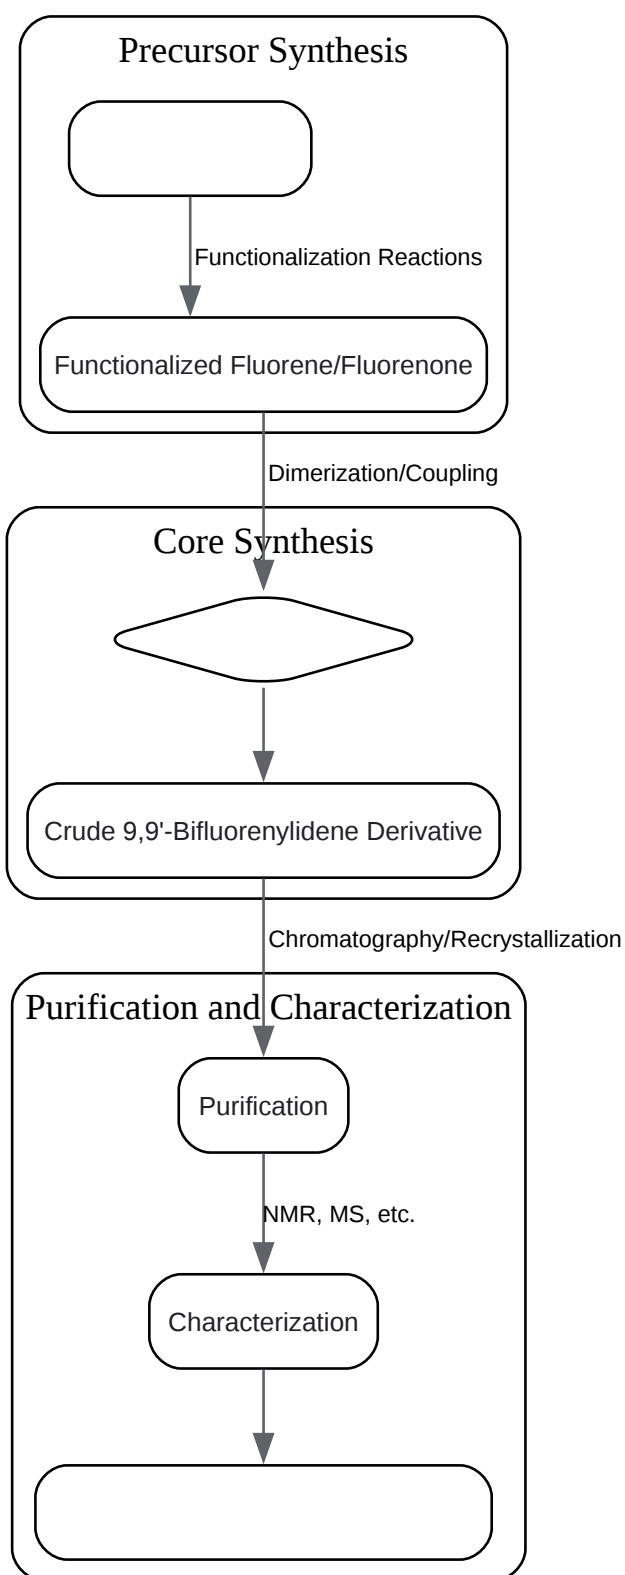 Precursor Synthesis
Functionalization Reactions
Functionalized Fluorene/Fluorenone
Dimerization/Coupling
Core Synthesis
Crude 9,9'-Bifluorenylidene Derivative
Chromatography/Recrystallization
Purification and Characterization
Purification
NMR, MS, etc.
Characterization